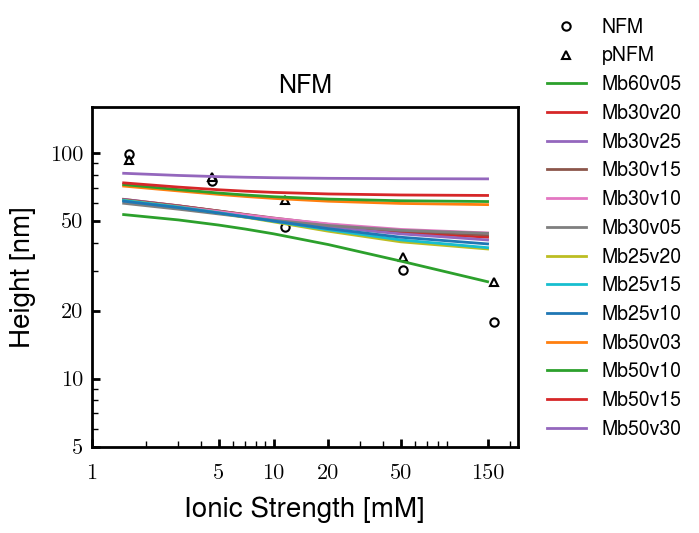 NFM
pNFM
Mb60v05
Mb30v20
Mb30v25
Mb30v15
Mb30v10
Mb30v05
Mb25v20
Mb25v15
Mb25v10
Mb50v03
Mb50v10
Mb50v15
Mb50v30
NFM
Height [nm]
100
50
20
10
5
1 5 10 20 50 150
Ionic Strength [mM]